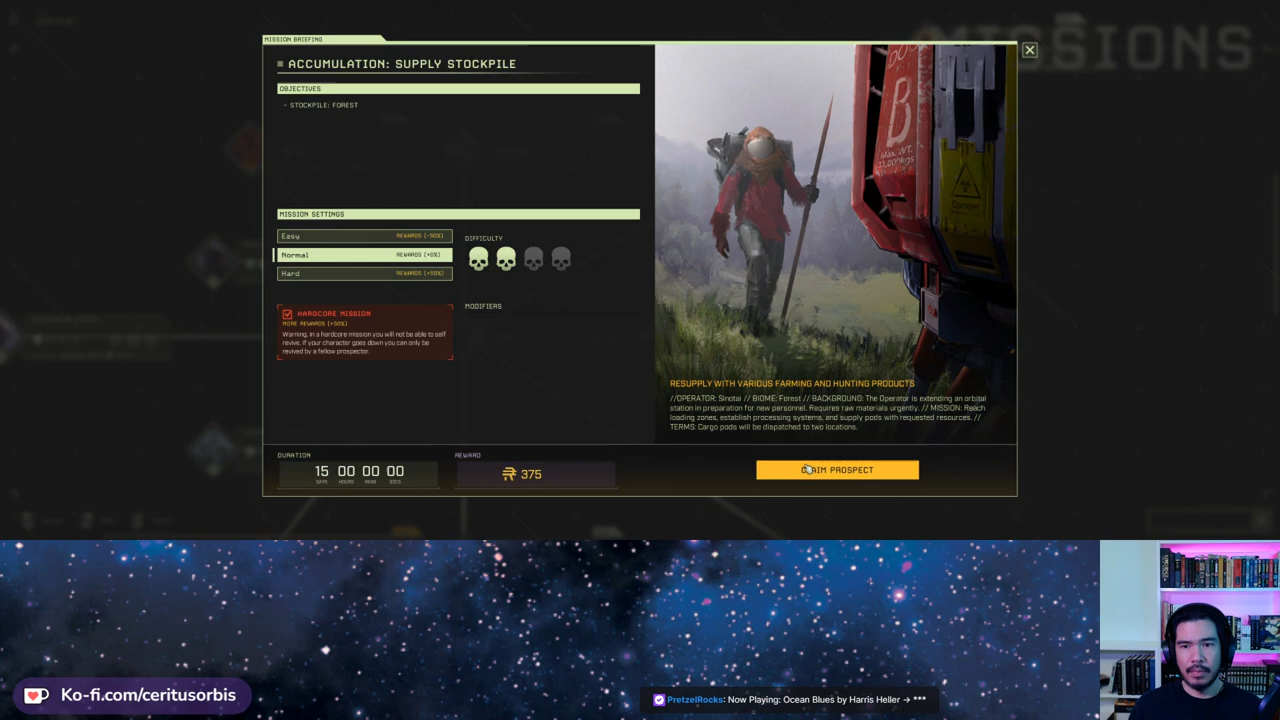 MISSIONS
MISSION BRIEFING
ACCUMULATION: SUPPLY STOCKPILE
OBJECTIVES
- STOCKPILE: FOREST
MISSION SETTINGS
Easy REWARDS (-50%)
Normal REWARDS (+0%)
Hard REWARDS (+50%)
DIFFICULTY
HARDCORE MISSION
MORE REWARDS (+50%)
Warning, in a hardcore mission you will not be able to self
revive. If your character goes down you can only be
revived by a fellow prospector.
MODIFIERS
B
Max. WT.
Danger
RESUPPLY WITH VARIOUS FARMING AND HUNTING PRODUCTS
//OPERATOR: Sinotai // BIOME: Forest // BACKGROUND: The Operator is extending an orbital
station in preparation for new personnel. Requires raw materials urgently. // MISSION: Reach
loading zones, establish processing systems, and supply pods with requested resources. //
TERMS: Cargo pods will be dispatched to two locations.
DURATION
15 00 00 00
DAYS HOURS MINS SECS
REWARD
375
CLAIM PROSPECT
Ko-fi.com/ceritusorbis
PretzelRocks: Now Playing: Ocean Blues by Harris Heller → ***